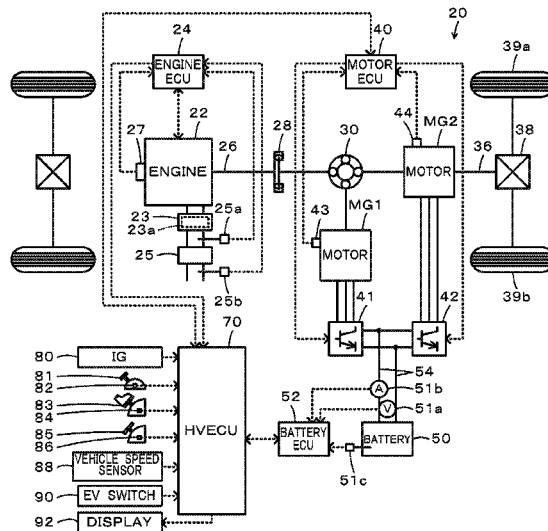 20
24
40
39a
ENGINE
ECU
MOTOR
ECU
22
28
44
MG2
38
27
26
30
36
ENGINE
MOTOR
23
23a
25a
43
MG1
25
MOTOR
25b
39b
41
42
70
80
IG
81
82
83
84
85
86
HVECU
54
A
51b
52
V
51a
BATTERY
ECU
BATTERY
50
88
VEHICLE SPEED
SENSOR
51c
90
EV SWITCH
92
DISPLAY